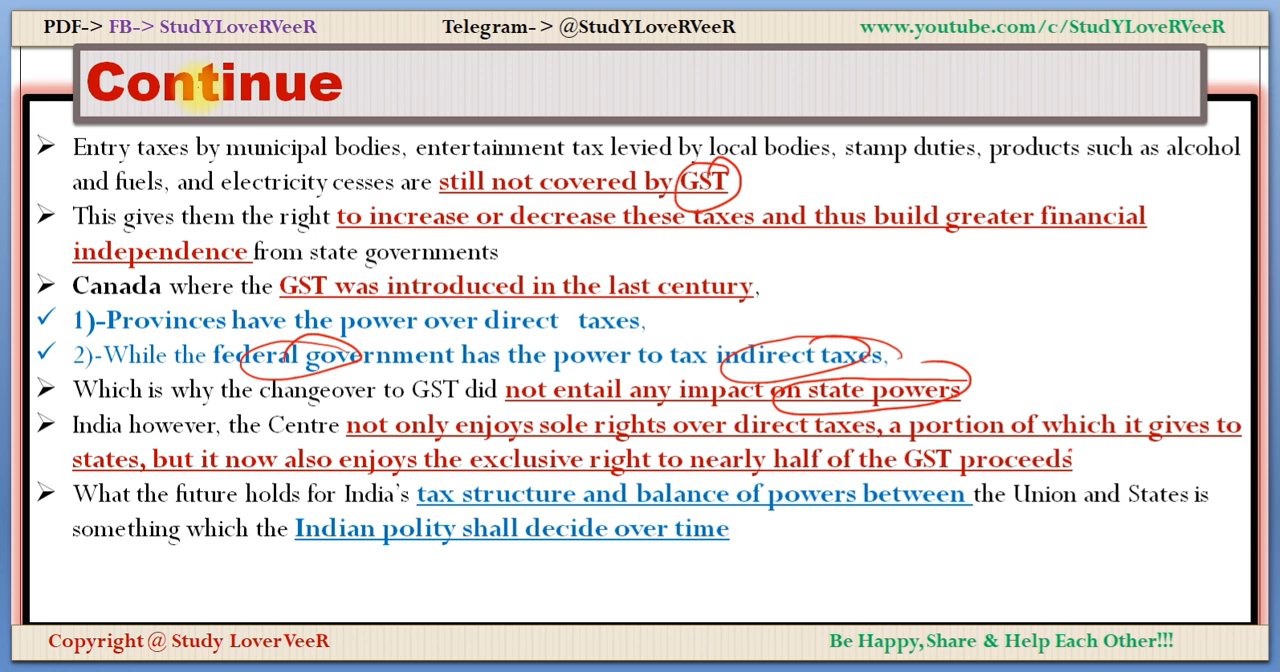 PDF-> FB-> StudYLoveRVeeR Telegram- > @StudYLoveRVeeR www.youtube.com/c/StudYLoveRVeeR
Continue
➢ Entry taxes by municipal bodies, entertainment tax levied by local bodies, stamp duties, products such as alcohol
and fuels, and electricity cesses are still not covered by GST
➢ This gives them the right to increase or decrease these taxes and thus build greater financial
independence from state governments
➢ Canada where the GST was introduced in the last century,
✓ 1)-Provinces have the power over direct taxes,
✓ 2)-While the federal government has the power to tax indirect taxes,
➢ Which is why the changeover to GST did not entail any impact on state powers
➢ India however, the Centre not only enjoys sole rights over direct taxes, a portion of which it gives to
states, but it now also enjoys the exclusive right to nearly half of the GST proceeds
➢ What the future holds for India's tax structure and balance of powers between the Union and States is
something which the Indian polity shall decide over time
Copyright @ Study LoverVeeR Be Happy,Share & Help Each Other!!!